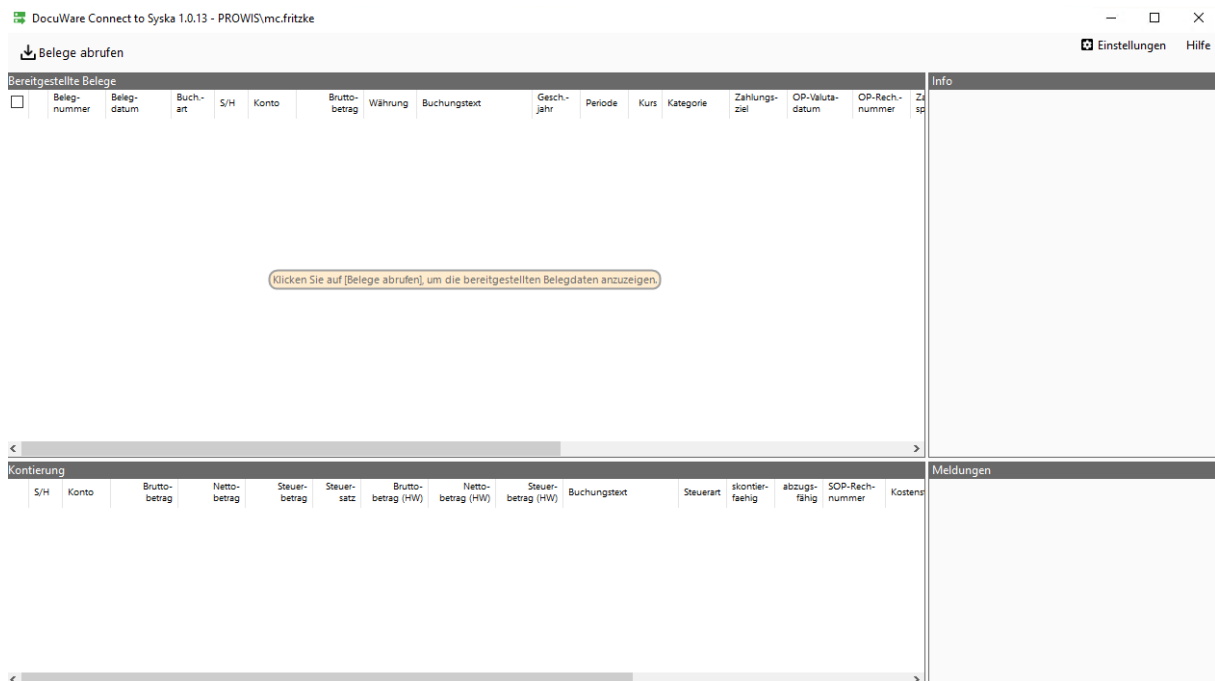 DocuWare Connect to Syska 1.0.13 - PROWIS\mc.fritzke
Belege abrufen
Einstellungen Hilfe
Bereitgestellte Belege
Beleg-nummer Beleg-datum Buch.-art S/H Konto Brutto-betrag Währung Buchungstext Gesch.-jahr Periode Kurs Kategorie Zahlungs-ziel OP-Valuta-datum OP-Rech.-nummer
Klicken Sie auf [Belege abrufen], um die bereitgestellten Belegdaten anzuzeigen.
Info
Kontierung
S/H Konto Brutto-betrag Netto-betrag Steuer-betrag Steuer-satz Brutto-betrag (HW) Netto-betrag (HW) Steuer-betrag (HW) Buchungstext Steuerart skontier-faehig abzugs-fähig SOP-Rech-nummer Kostenst
Meldungen